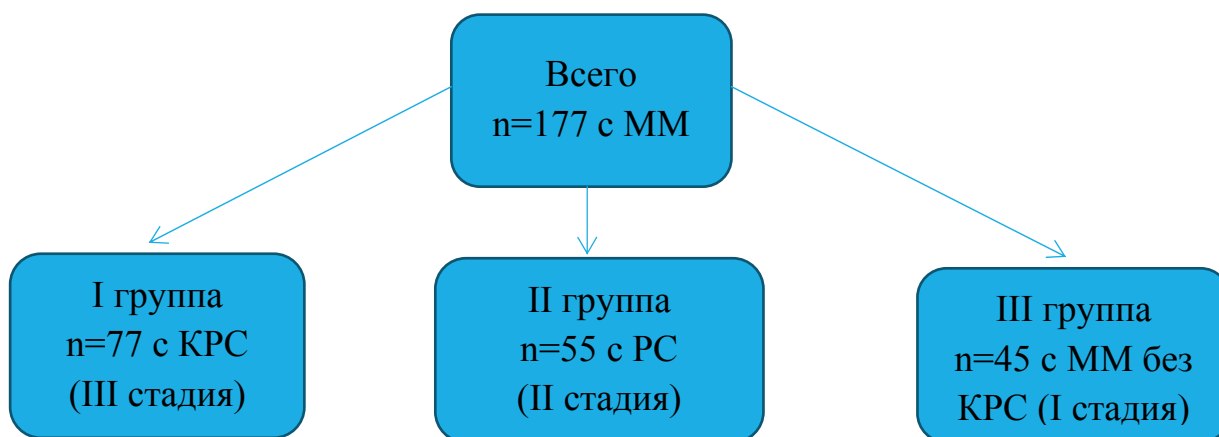 Всего
n=177 с ММ
I группа
n=77 с КРС
(III стадия)
II группа
n=55 с РС
(II стадия)
III группа
n=45 с ММ без
КРС (I стадия)